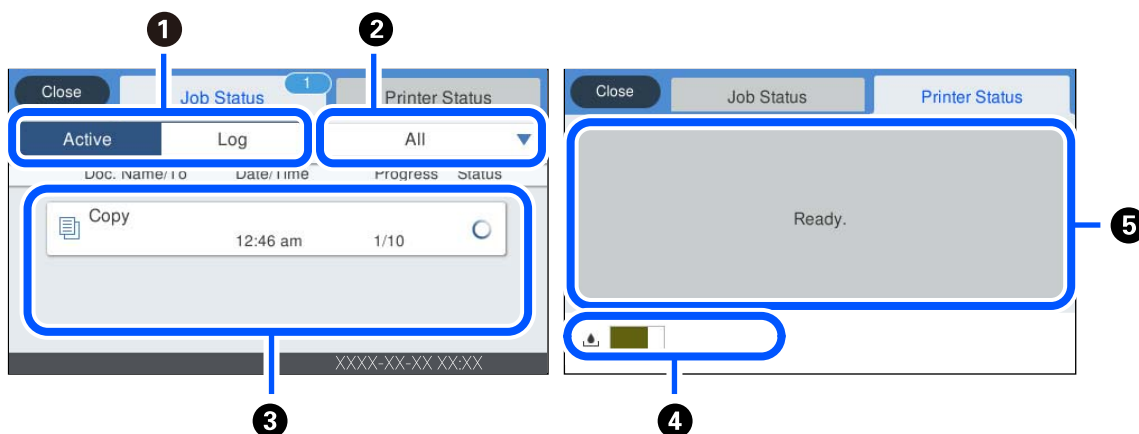 1 2
Close Job Status 1 Printer Status
Active Log All
Doc. Name/To Date/Time Progress Status
Copy
12:46 am 1/10
XXXX-XX-XX XX:XX
3
Close Job Status Printer Status
Ready.
5
4